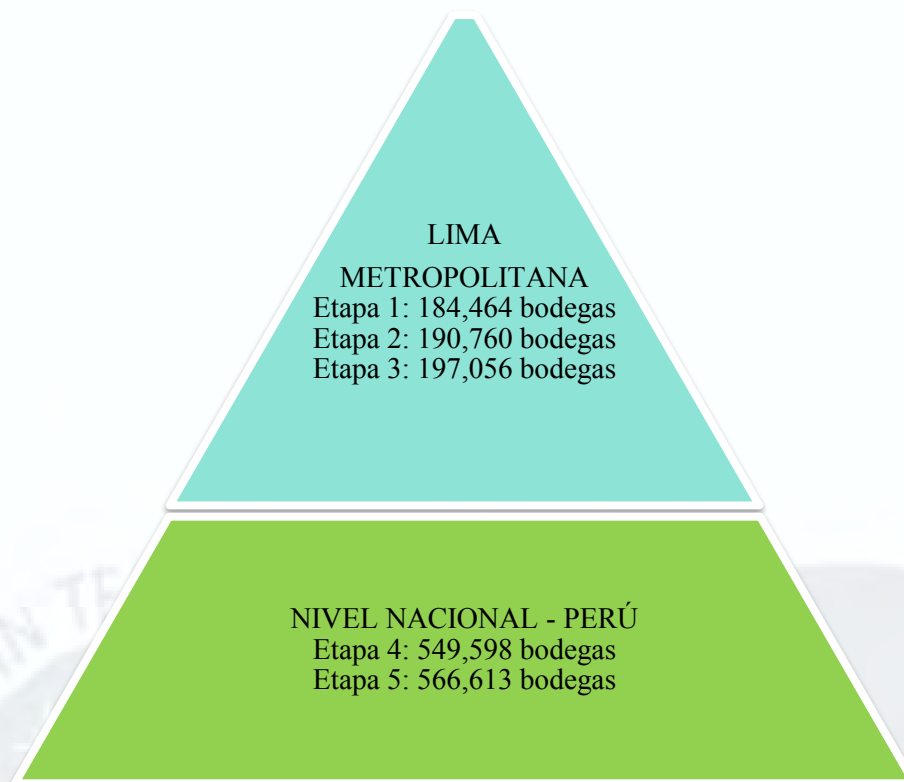 LIMA
METROPOLITANA
Etapa 1: 184,464 bodegas
Etapa 2: 190,760 bodegas
Etapa 3: 197,056 bodegas
NIVEL NACIONAL - PERÚ
Etapa 4: 549,598 bodegas
Etapa 5: 566,613 bodegas